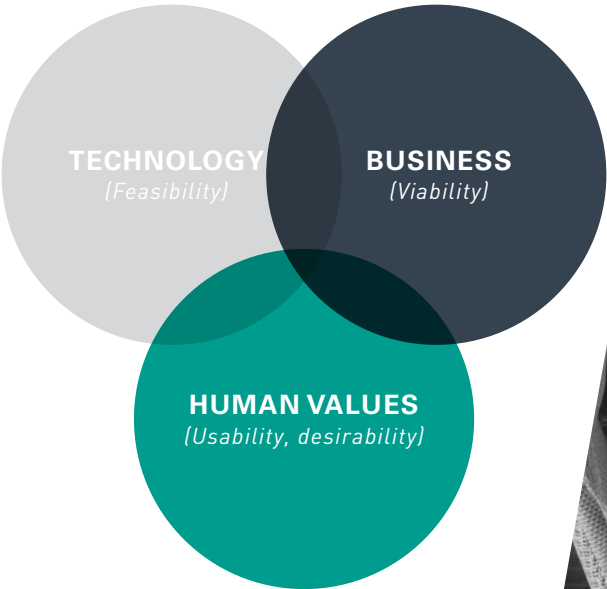 TECHNOLOGY
(Feasibility)
BUSINESS
(Viability)
HUMAN VALUES
(Usability, desirability)